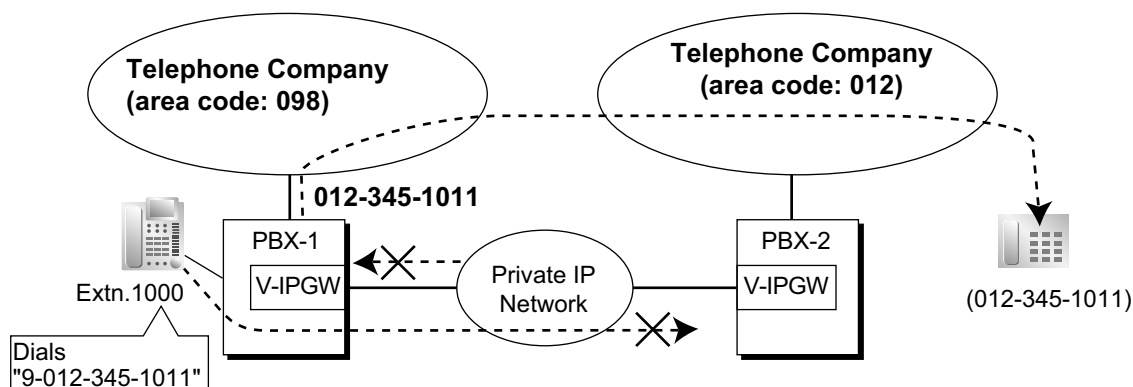 Telephone Company
(area code: 098)
Telephone Company
(area code: 012)
012-345-1011
PBX-1
V-IPGW
Private IP
Network
PBX-2
V-IPGW
Extn.1000
(012-345-1011)
Dials
"9-012-345-1011"